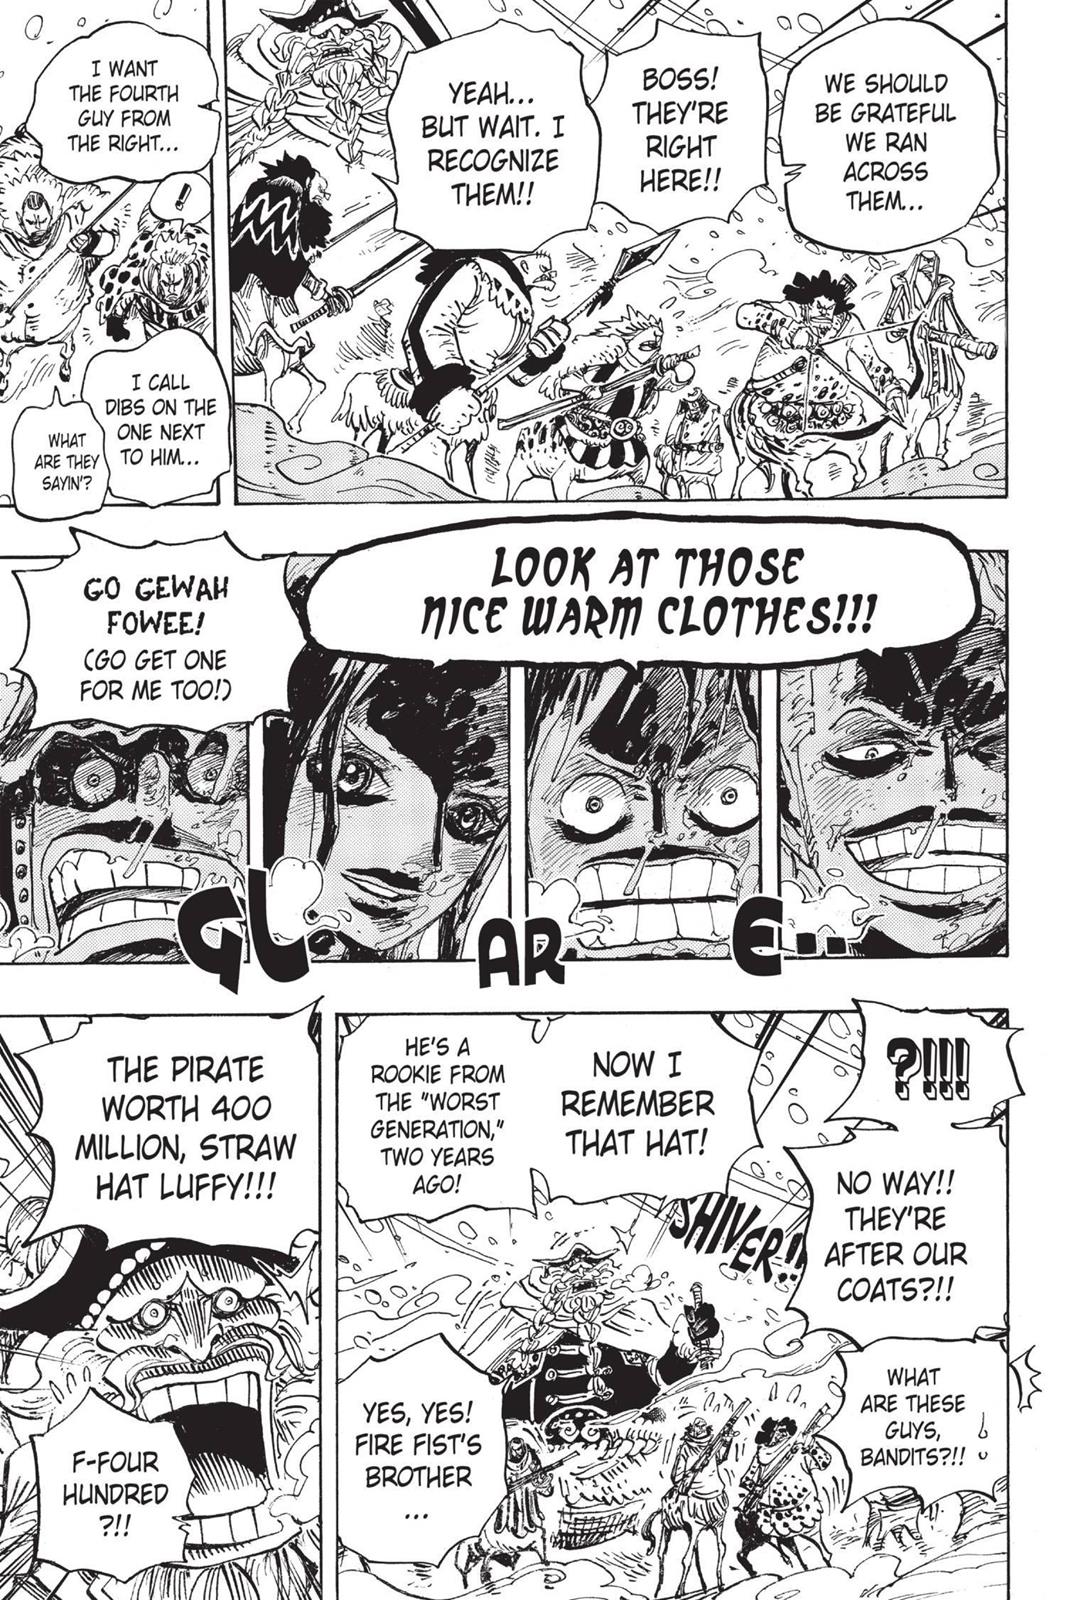 WE SHOULD
BE GRATEFUL
WE RAN
ACROSS
THEM...
BOSS!
THEY'RE
RIGHT
HERE!!
YEAH...
BUT WAIT. I
RECOGNIZE
THEM!!
I WANT
THE FOURTH
GUY FROM
THE RIGHT...
!
I CALL
DIBS ON THE
ONE NEXT
TO HIM...
WHAT
ARE THEY
SAYIN'?
LOOK AT THOSE
NICE WARM CLOTHES!!!
GO GEWAH
FOWEE!
(GO GET ONE
FOR ME TOO!)
GLARE...
?!!!
NO WAY!!
THEY'RE
AFTER OUR
COATS?!!
WHAT
ARE THESE
GUYS,
BANDITS?!!
SHIVER!!
NOW I
REMEMBER
THAT HAT!
HE'S A
ROOKIE FROM
THE "WORST
GENERATION,"
TWO YEARS
AGO!
YES, YES!
FIRE FIST'S
BROTHER
...
THE PIRATE
WORTH 400
MILLION, STRAW
HAT LUFFY!!!
F-FOUR
HUNDRED
?!!